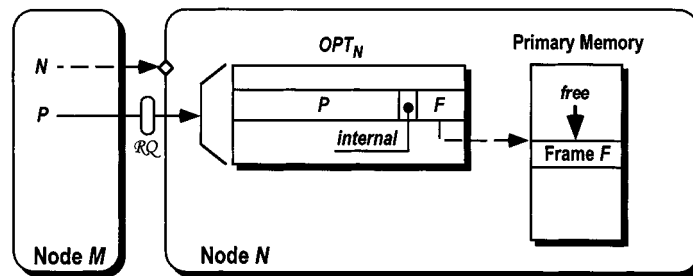 OPT_N
Primary Memory
N
P
RQ
P
F
internal
free
Frame F
Node M
Node N